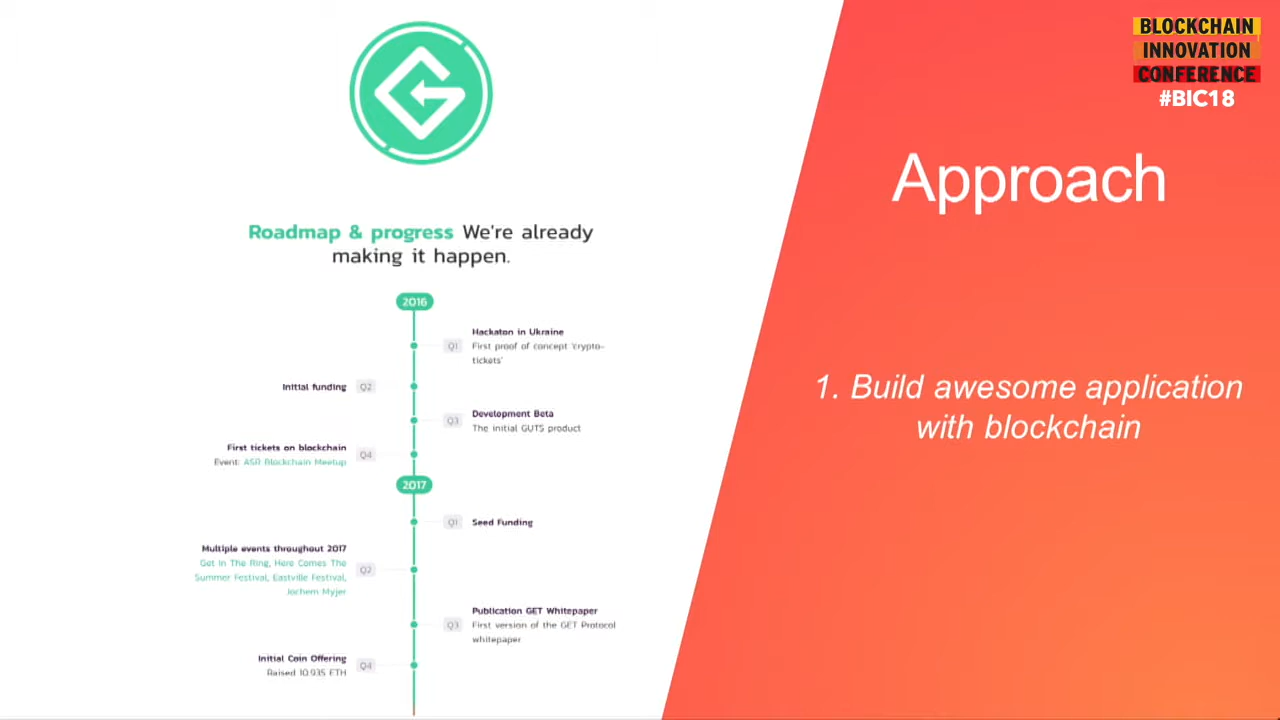 BLOCKCHAIN
INNOVATION
CONFERENCE
#BIC18
Approach
1. Build awesome application
with blockchain
Roadmap & progress We're already
making it happen.
2016
Q1
Hackaton in Ukraine
First proof of concept 'crypto-
tickets'
Initial funding
Q2
Q3
Development Beta
The initial GUTS product
First tickets on blockchain
Event: ASR Blockchain Meetup
Q4
2017
Q1
Seed Funding
Multiple events throughout 2017
Get In The Ring, Here Comes The
Summer Festival, Eastville Festival,
Jochem Myjer
Q2
Q3
Publication GET Whitepaper
First version of the GET Protocol
whitepaper
Initial Coin Offering
Raised 10.935 ETH
Q4